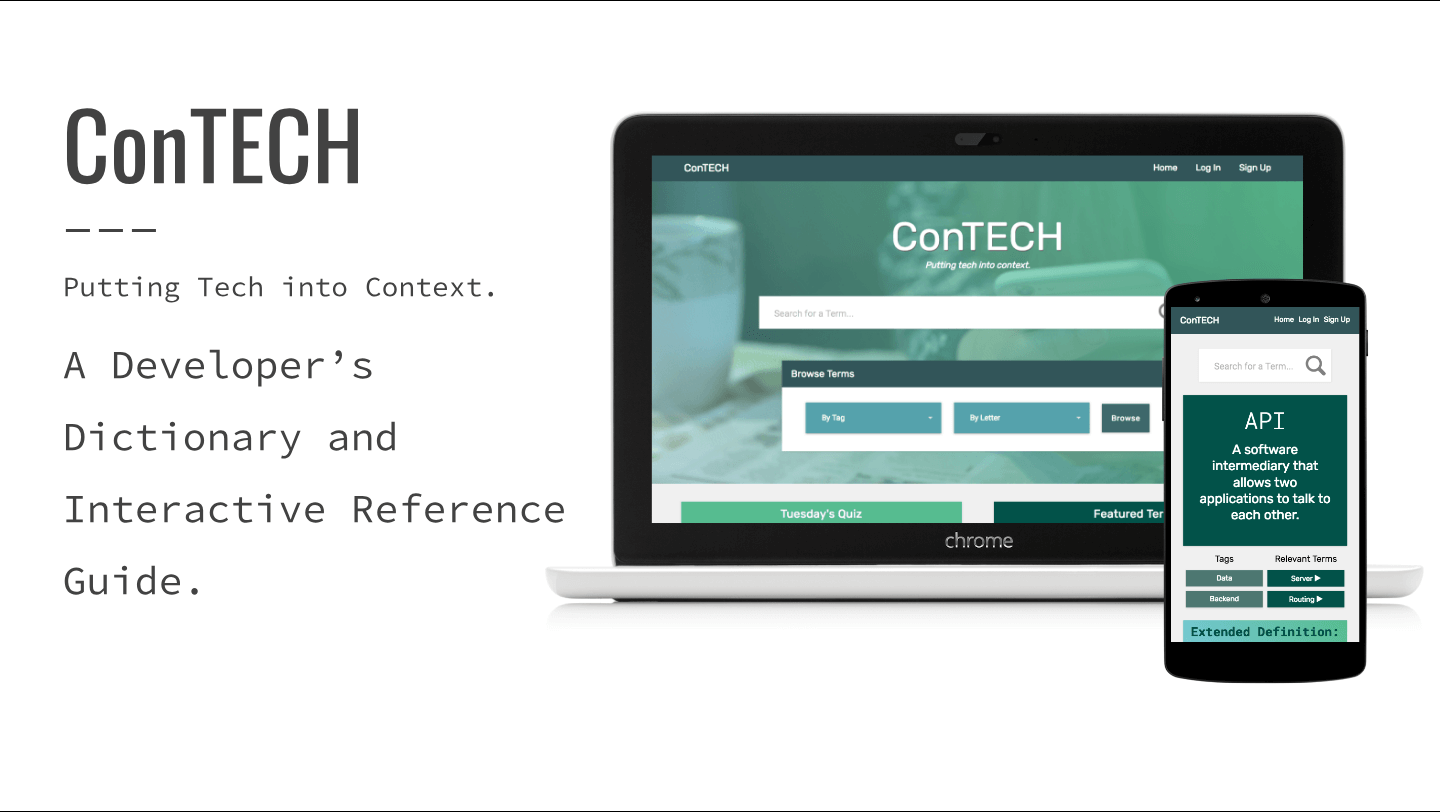 ConTECH
Putting Tech into Context.
A Developer’s
Dictionary and
Interactive Reference
Guide.
ConTECH Home Log In Sign Up
ConTECH
Putting tech into context.
Search for a Term...
Browse Terms
By Tag By Letter Browse
Tuesday's Quiz Featured Ter
chrome
ConTECH Home Log In Sign Up
Search for a Term...
API
A software
intermediary that
allows two
applications to talk to
each other.
Tags Relevant Terms
Data Server ▶
Backend Routing ▶
Extended Definition: